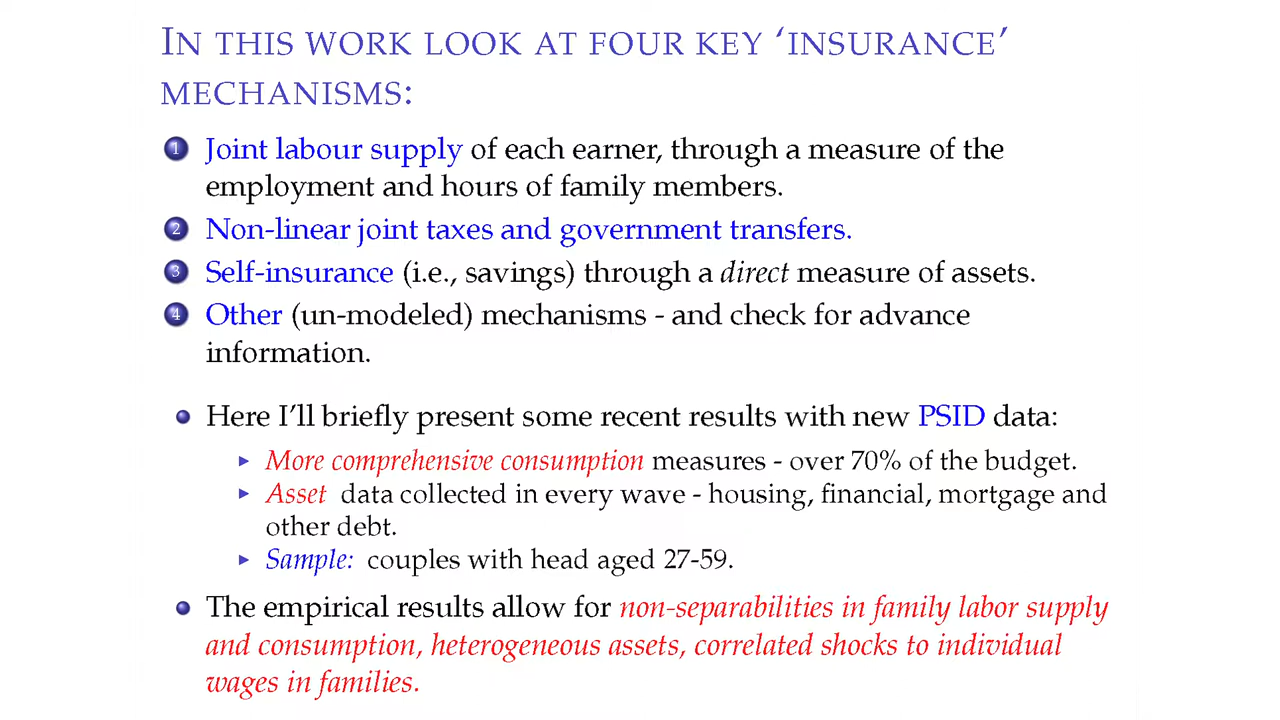 IN THIS WORK LOOK AT FOUR KEY ‘INSURANCE’
MECHANISMS:
1 Joint labour supply of each earner, through a measure of the
employment and hours of family members.
2 Non-linear joint taxes and government transfers.
3 Self-insurance (i.e., savings) through a direct measure of assets.
4 Other (un-modeled) mechanisms - and check for advance
information.
Here I’ll briefly present some recent results with new PSID data:
More comprehensive consumption measures - over 70% of the budget.
Asset data collected in every wave - housing, financial, mortgage and
other debt.
Sample: couples with head aged 27-59.
The empirical results allow for non-separabilities in family labor supply
and consumption, heterogeneous assets, correlated shocks to individual
wages in families.